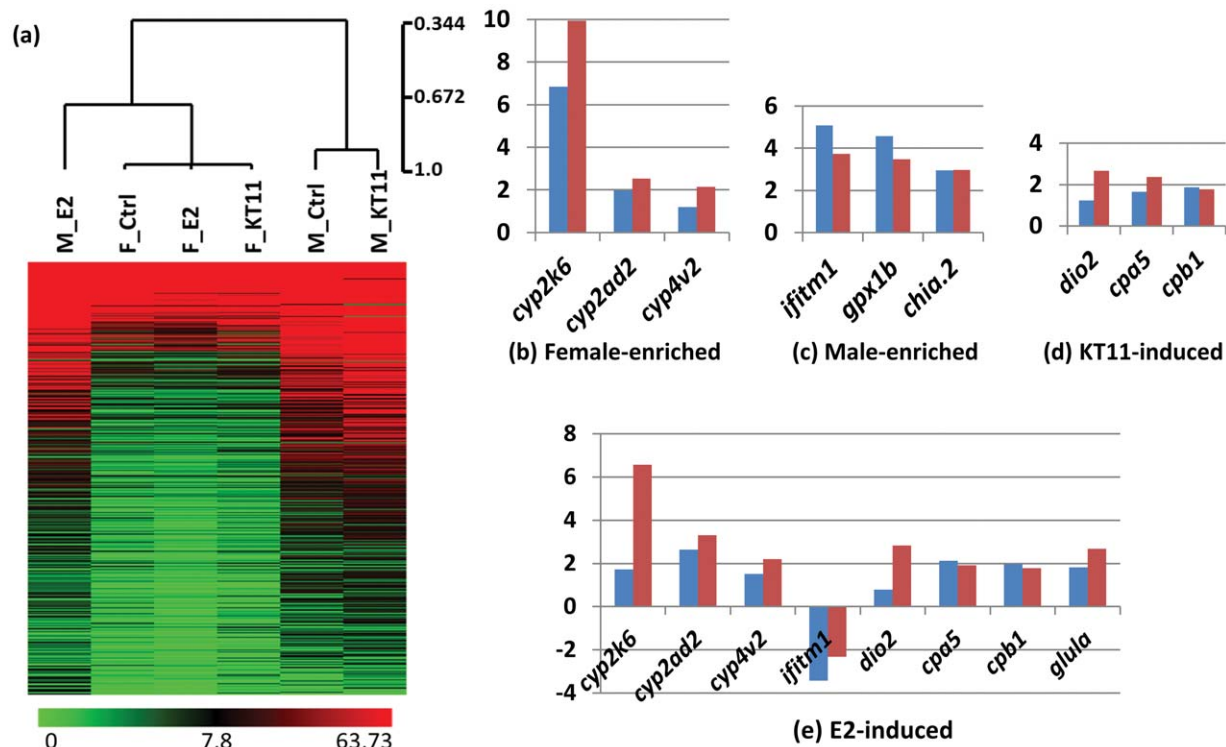 (a)
0.344
0.672
1.0
M_E2
F_Ctrl
F_E2
F_KT11
M_Ctrl
M_KT11
0 7.8 63.73
10
8
6
4
2
0
cyp2k6
cyp2ad2
cyp4v2
(b) Female-enriched
6
4
2
0
ifitm1
gpx1b
chia.2
(c) Male-enriched
4
2
0
dio2
cpa5
cpb1
(d) KT11-induced
8
6
4
2
0
-2
-4
cyp2k6
cyp2ad2
cyp4v2
ifitm1
dio2
cpa5
cpb1
glula
(e) E2-induced